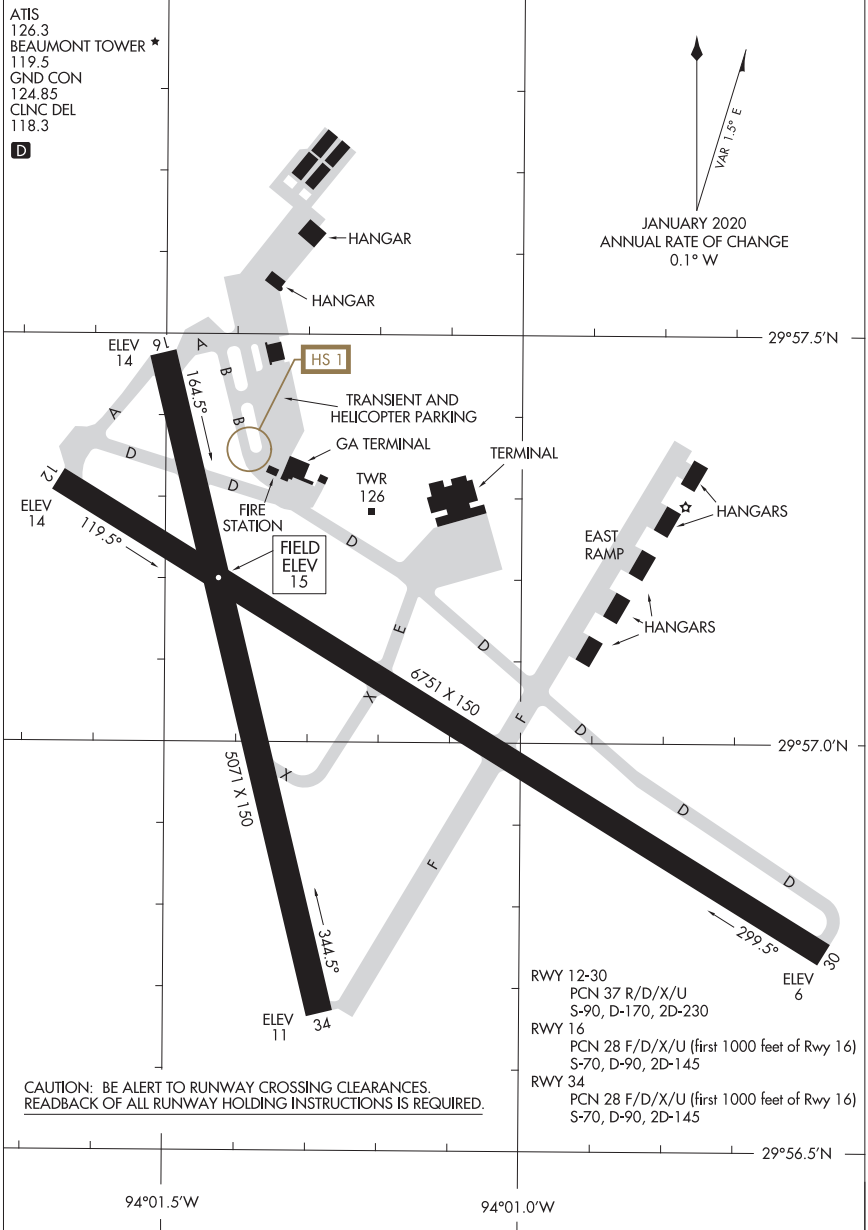 ATIS
126.3
BEAUMONT TOWER ★
119.5
GND CON
124.85
CLNC DEL
118.3
D
VAR 1.5° E
JANUARY 2020
ANNUAL RATE OF CHANGE
0.1° W
HANGAR
HANGAR
29°57.5'N
ELEV
14
16
A
164.5°
B
HS 1
TRANSIENT AND
HELICOPTER PARKING
A
B
GA TERMINAL
TERMINAL
D
D
TWR
126
12
ELEV
14
FIRE
STATION
HANGARS
EAST
RAMP
119.5°
D
FIELD
ELEV
15
HANGARS
E
D
X
6751 X 150
F
D
29°57.0'N
5071 X 150
X
D
F
D
344.5°
299.5°
30
ELEV
6
ELEV
11
34
RWY 12-30
PCN 37 R/D/X/U
S-90, D-170, 2D-230
RWY 16
PCN 28 F/D/X/U (first 1000 feet of Rwy 16)
S-70, D-90, 2D-145
RWY 34
PCN 28 F/D/X/U (first 1000 feet of Rwy 16)
S-70, D-90, 2D-145
CAUTION: BE ALERT TO RUNWAY CROSSING CLEARANCES.
READBACK OF ALL RUNWAY HOLDING INSTRUCTIONS IS REQUIRED.
29°56.5'N
94°01.5'W
94°01.0'W